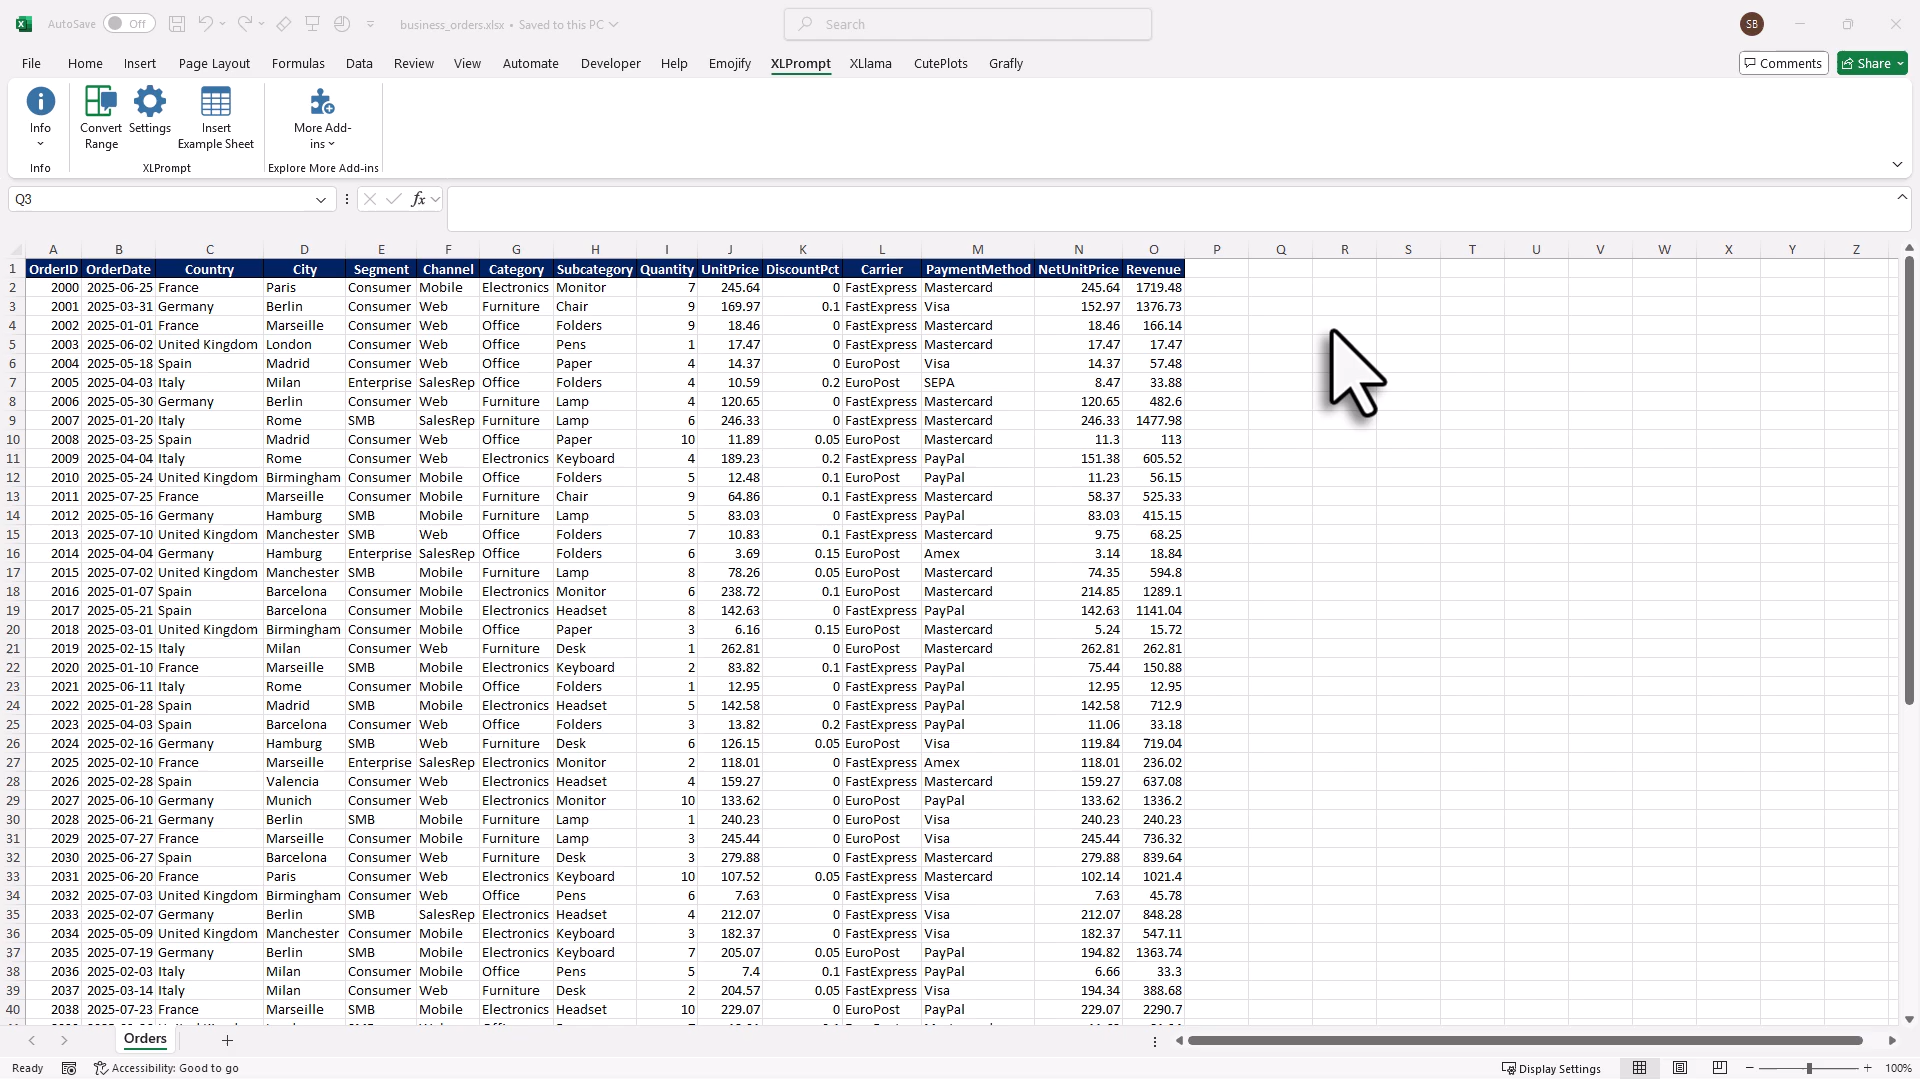 AutoSave Off business_orders.xlsx • Saved to this PC Search SB
File Home Insert Page Layout Formulas Data Review View Automate Developer Help Emojify XLPrompt XLlama CutePlots Grafly Comments Share
Info Convert Range Settings Insert Example Sheet More Add-ins
Info XLPrompt Explore More Add-ins
Q3 fx
A B C D E F G H I J K L M N O P Q R S T U V W X Y Z
1 OrderID OrderDate Country City Segment Channel Category Subcategory Quantity UnitPrice DiscountPct Carrier PaymentMethod NetUnitPrice Revenue
2 2000 2025-06-25 France Paris Consumer Mobile Electronics Monitor 7 245.64 0 FastExpress Mastercard 245.64 1719.48
3 2001 2025-03-31 Germany Berlin Consumer Web Furniture Chair 9 169.97 0.1 FastExpress Visa 152.97 1376.73
4 2002 2025-01-01 France Marseille Consumer Web Office Folders 9 18.46 0 FastExpress Mastercard 18.46 166.14
5 2003 2025-06-02 United Kingdom London Consumer Web Office Pens 1 17.47 0 FastExpress Mastercard 17.47 17.47
6 2004 2025-05-18 Spain Madrid Consumer Web Office Paper 4 14.37 0 EuroPost Visa 14.37 57.48
7 2005 2025-04-03 Italy Milan Enterprise SalesRep Office Folders 4 10.59 0.2 EuroPost SEPA 8.47 33.88
8 2006 2025-05-30 Germany Berlin Consumer Web Furniture Lamp 4 120.65 0 EuroPost Mastercard 120.65 482.6
9 2007 2025-01-20 Italy Rome SMB SalesRep Furniture Lamp 6 246.33 0 FastExpress Mastercard 246.33 1477.98
10 2008 2025-03-25 Spain Madrid Consumer Web Office Paper 10 11.89 0.05 EuroPost Mastercard 11.3 113
11 2009 2025-04-04 Italy Rome Consumer Web Electronics Keyboard 4 189.23 0.2 FastExpress PayPal 151.38 605.52
12 2010 2025-05-24 United Kingdom Birmingham Consumer Mobile Office Folders 5 12.48 0.1 EuroPost PayPal 11.23 56.15
13 2011 2025-07-25 France Marseille Consumer Mobile Furniture Chair 9 64.86 0.1 FastExpress Mastercard 58.37 525.33
14 2012 2025-05-16 Germany Hamburg SMB Mobile Furniture Lamp 5 83.03 0 FastExpress PayPal 83.03 415.15
15 2013 2025-07-10 United Kingdom Manchester SMB Web Office Folders 7 10.83 0.1 FastExpress Mastercard 9.75 68.25
16 2014 2025-04-04 Germany Hamburg Enterprise SalesRep Office Folders 6 3.69 0.15 EuroPost Amex 3.14 18.84
17 2015 2025-07-02 United Kingdom Manchester SMB Mobile Furniture Lamp 8 78.26 0.05 EuroPost Mastercard 74.35 594.8
18 2016 2025-01-07 Spain Barcelona Consumer Mobile Electronics Monitor 6 238.72 0.1 EuroPost Mastercard 214.85 1289.1
19 2017 2025-05-21 Spain Barcelona Consumer Mobile Electronics Headset 8 142.63 0 FastExpress PayPal 142.63 1141.04
20 2018 2025-03-01 United Kingdom Birmingham Consumer Mobile Office Paper 3 6.16 0.15 EuroPost Mastercard 5.24 15.72
21 2019 2025-02-15 Italy Milan Consumer Web Furniture Desk 1 262.81 0 EuroPost Mastercard 262.81 262.81
22 2020 2025-01-10 France Marseille SMB Mobile Electronics Keyboard 2 83.82 0.1 FastExpress PayPal 75.44 150.88
23 2021 2025-06-11 Italy Rome Consumer Mobile Office Folders 1 12.95 0 FastExpress PayPal 12.95 12.95
24 2022 2025-01-28 Spain Madrid SMB Mobile Electronics Headset 5 142.58 0 FastExpress PayPal 142.58 712.9
25 2023 2025-04-03 Spain Barcelona Consumer Web Office Folders 3 13.82 0.2 FastExpress PayPal 11.06 33.18
26 2024 2025-02-16 Germany Hamburg SMB Web Furniture Desk 6 126.15 0.05 EuroPost Visa 119.84 719.04
27 2025 2025-02-10 France Marseille Enterprise SalesRep Electronics Monitor 2 118.01 0 FastExpress Amex 118.01 236.02
28 2026 2025-02-28 Spain Valencia Consumer Web Electronics Headset 4 159.27 0 FastExpress Mastercard 159.27 637.08
29 2027 2025-06-10 Germany Munich Consumer Web Electronics Monitor 10 133.62 0 EuroPost PayPal 133.62 1336.2
30 2028 2025-06-21 Germany Berlin SMB Mobile Furniture Lamp 1 240.23 0 EuroPost Visa 240.23 240.23
31 2029 2025-07-27 France Marseille Consumer Mobile Furniture Lamp 3 245.44 0 EuroPost Visa 245.44 736.32
32 2030 2025-06-27 Spain Barcelona Consumer Web Furniture Desk 3 279.88 0 FastExpress Mastercard 279.88 839.64
33 2031 2025-06-20 France Paris Consumer Web Electronics Keyboard 10 107.52 0.05 FastExpress Mastercard 102.14 1021.4
34 2032 2025-07-03 United Kingdom Birmingham Consumer Web Office Pens 6 7.63 0 FastExpress Visa 7.63 45.78
35 2033 2025-02-07 Germany Berlin SMB SalesRep Electronics Headset 4 212.07 0 FastExpress Visa 212.07 848.28
36 2034 2025-05-09 United Kingdom Manchester Consumer Mobile Electronics Keyboard 3 182.37 0 FastExpress Visa 182.37 547.11
37 2035 2025-07-19 Germany Berlin SMB Mobile Electronics Keyboard 7 205.07 0.05 EuroPost PayPal 194.82 1363.74
38 2036 2025-02-03 Italy Milan Consumer Mobile Office Pens 5 7.4 0.1 FastExpress PayPal 6.66 33.3
39 2037 2025-03-14 Italy Milan Consumer Web Furniture Desk 2 204.57 0.05 EuroPost Visa 194.34 388.68
40 2038 2025-07-23 France Marseille SMB Mobile Electronics Headset 10 229.07 0 EuroPost PayPal 229.07 2290.7
Orders
Ready Accessibility: Good to go Display Settings 100%